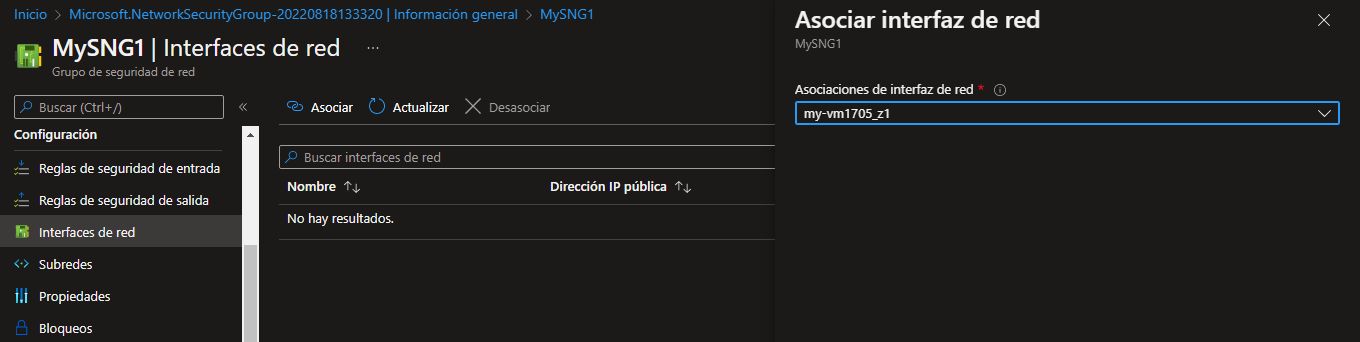 Inicio > Microsoft.NetworkSecurityGroup-20220818133320 | Información general > MySNG1
MySNG1 | Interfaces de red ...
Grupo de seguridad de red
Buscar (Ctrl+/) «
Configuración
Reglas de seguridad de entrada
Reglas de seguridad de salida
Interfaces de red
Subredes
Propiedades
Bloqueos
Asociar Actualizar Desasociar
Buscar interfaces de red
Nombre ↑↓ Dirección IP pública ↑↓
No hay resultados.
Asociar interfaz de red
MySNG1
Asociaciones de interfaz de red *
my-vm1705_z1